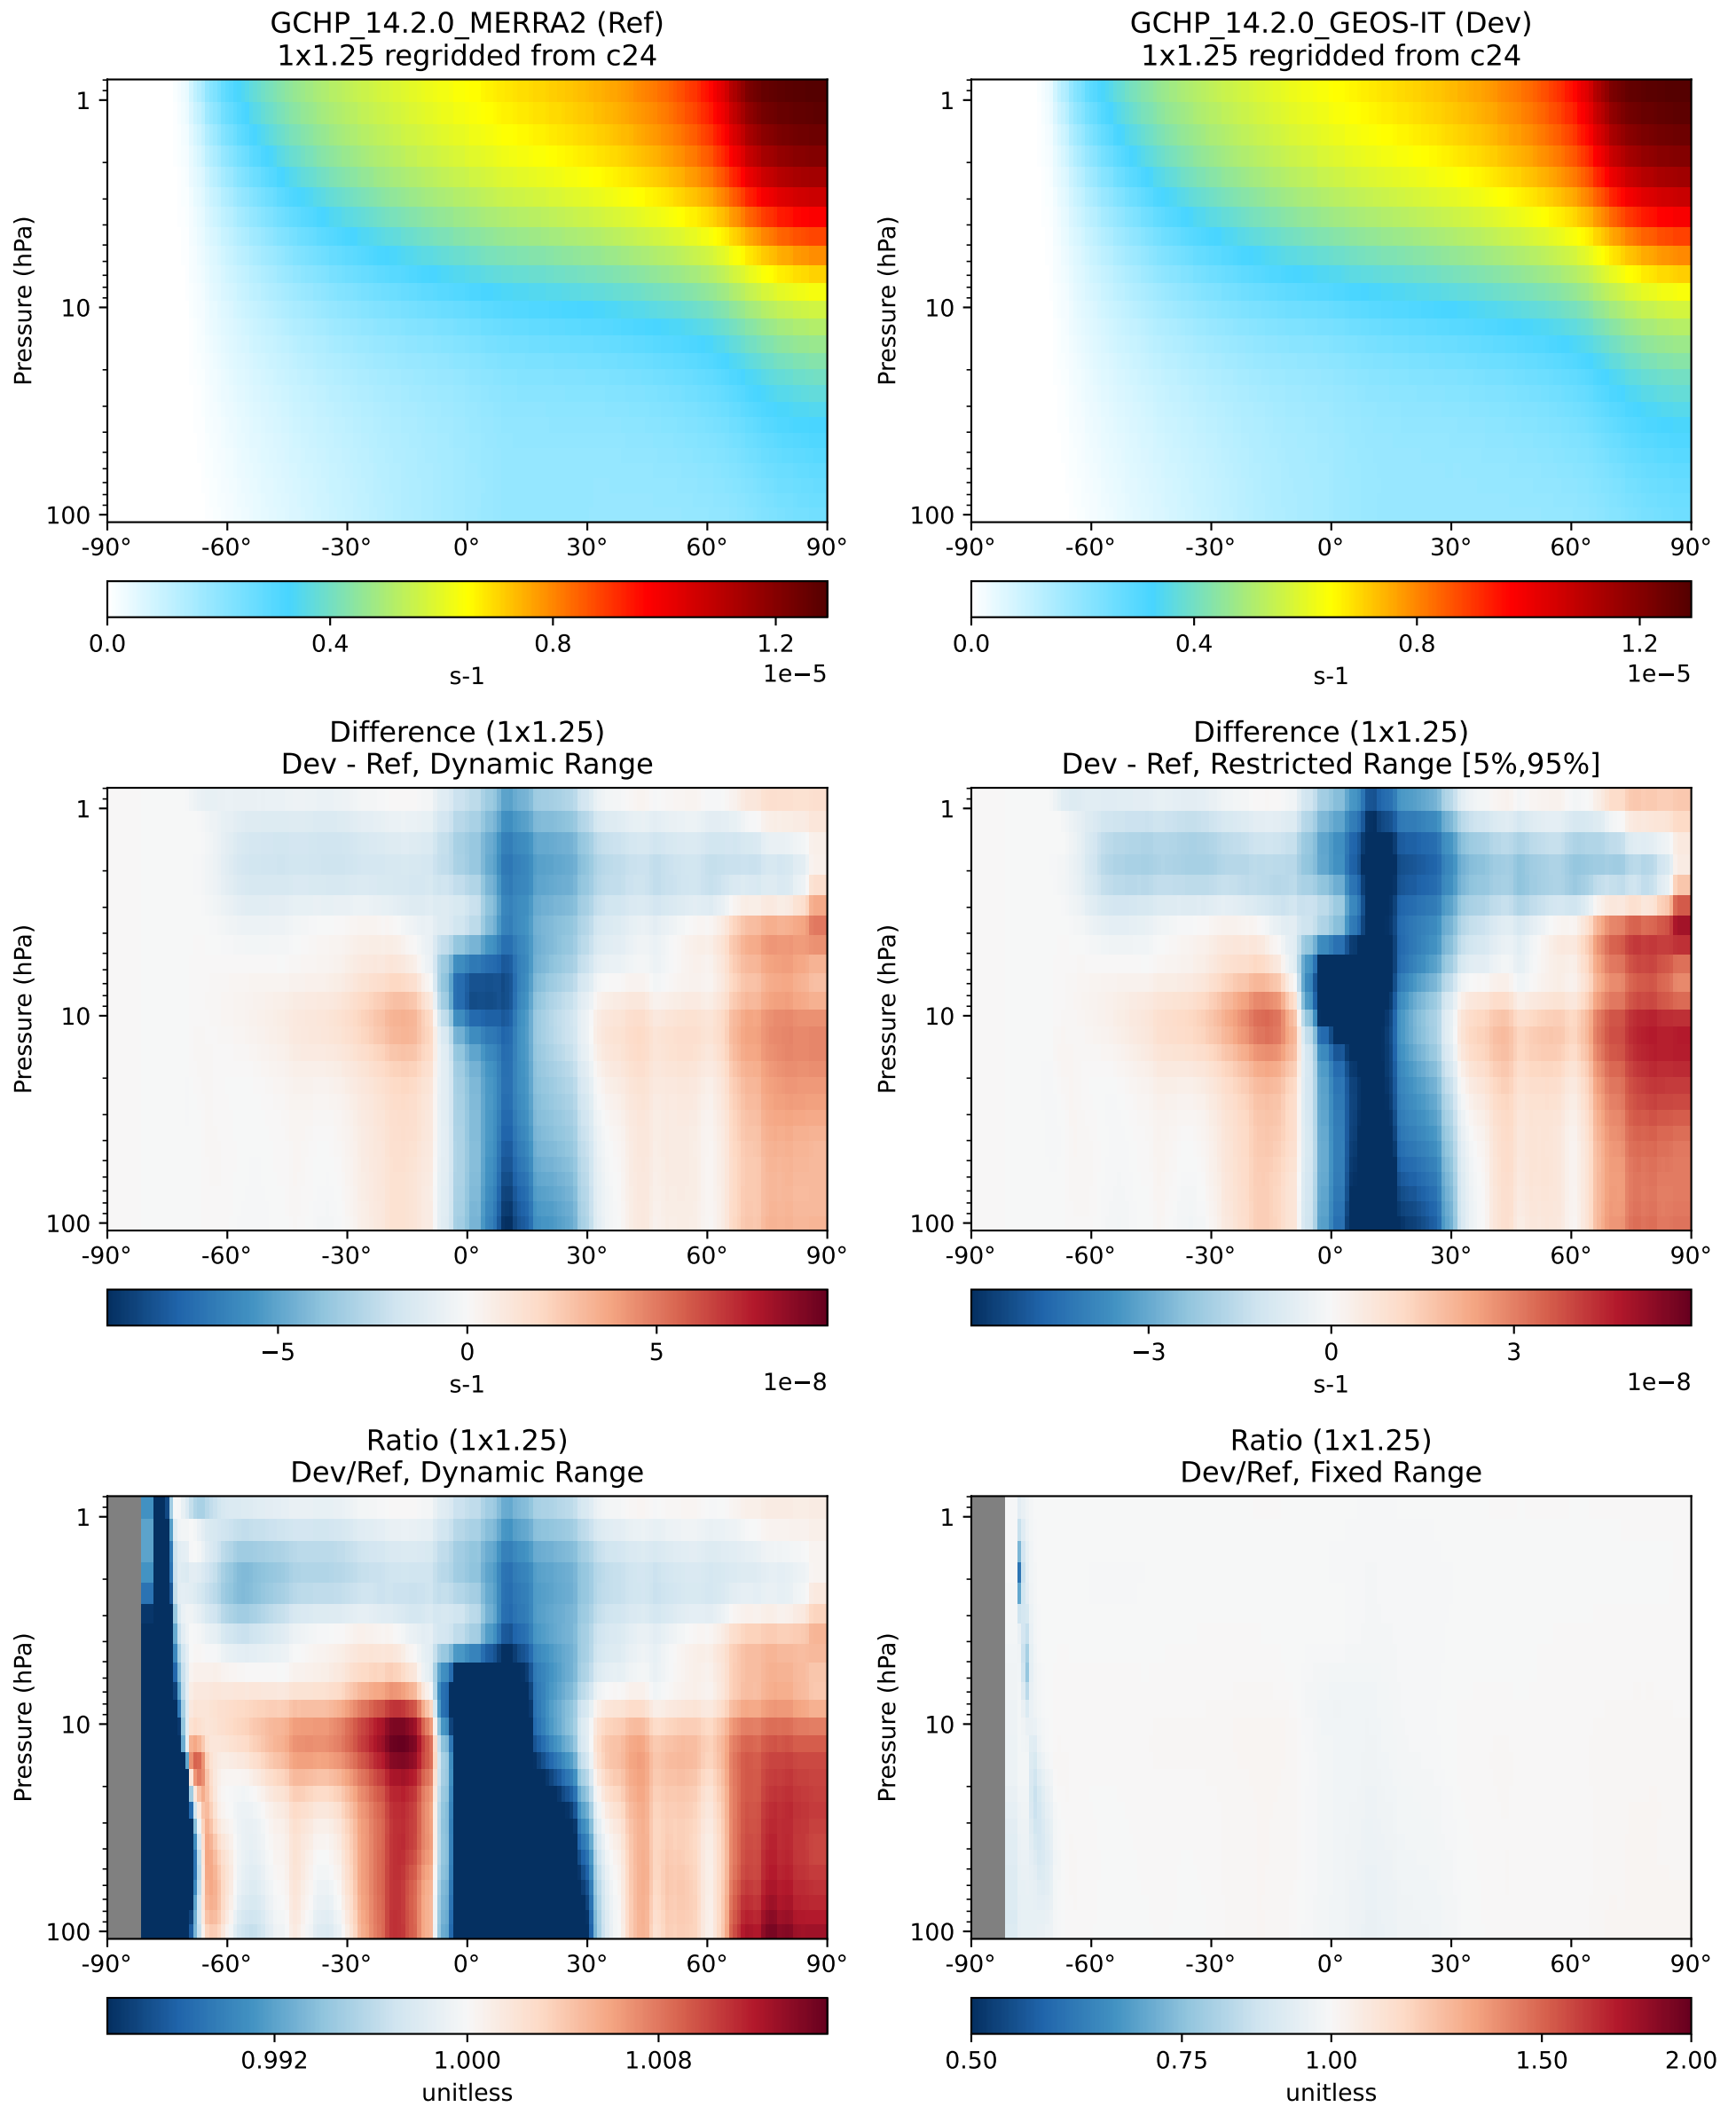 GCHP_14.2.0_MERRA2 (Ref)
1x1.25 regridded from c24
Pressure (hPa)
1
10
100
-90° -60° -30° 0° 30° 60° 90°
0.0 0.4 0.8 1.2
s-1
1e−5
GCHP_14.2.0_GEOS-IT (Dev)
1x1.25 regridded from c24
Pressure (hPa)
1
10
100
-90° -60° -30° 0° 30° 60° 90°
0.0 0.4 0.8 1.2
s-1
1e−5
Difference (1x1.25)
Dev - Ref, Dynamic Range
Pressure (hPa)
1
10
100
-90° -60° -30° 0° 30° 60° 90°
−5 0 5
s-1
1e−8
Difference (1x1.25)
Dev - Ref, Restricted Range [5%,95%]
Pressure (hPa)
1
10
100
-90° -60° -30° 0° 30° 60° 90°
−3 0 3
s-1
1e−8
Ratio (1x1.25)
Dev/Ref, Dynamic Range
Pressure (hPa)
1
10
100
-90° -60° -30° 0° 30° 60° 90°
0.992 1.000 1.008
unitless
Ratio (1x1.25)
Dev/Ref, Fixed Range
Pressure (hPa)
1
10
100
-90° -60° -30° 0° 30° 60° 90°
0.50 0.75 1.00 1.50 2.00
unitless